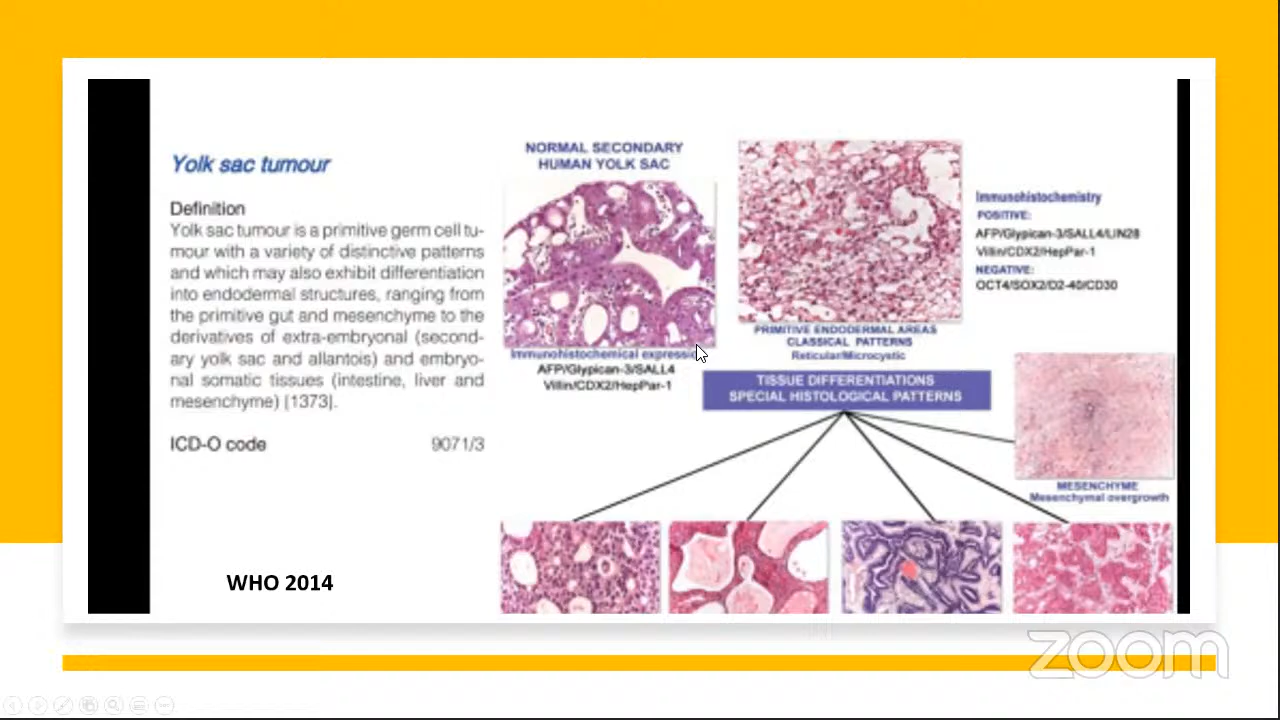 Yolk sac tumour
Definition
Yolk sac tumour is a primitive germ cell tu-
mour with a variety of distinctive patterns
and which may also exhibit differentiation
into endodermal structures, ranging from
the primitive gut and mesenchyme to the
derivatives of extra-embryonal (second-
ary yolk sac and allantois) and embryo-
nal somatic tissues (intestine, liver and
mesenchyme) [1373].
ICD-O code 9071/3
WHO 2014
NORMAL SECONDARY
HUMAN YOLK SAC
Immunohistochemical expression
AFP/Glypican-3/SALL4
Villin/CDX2/HepPar-1
PRIMITIVE ENDODERMAL AREAS
CLASSICAL PATTERNS
Reticular/Microcystic
Immunohistochemistry
POSITIVE:
AFP/Glypican-3/SALL4/LIN28
Villin/CDX2/HepPar-1
NEGATIVE:
OCT4/SOX2/D2-40/CD30
TISSUE DIFFERENTIATIONS
SPECIAL HISTOLOGICAL PATTERNS
MESENCHYME
Mesenchymal overgrowth
zoom